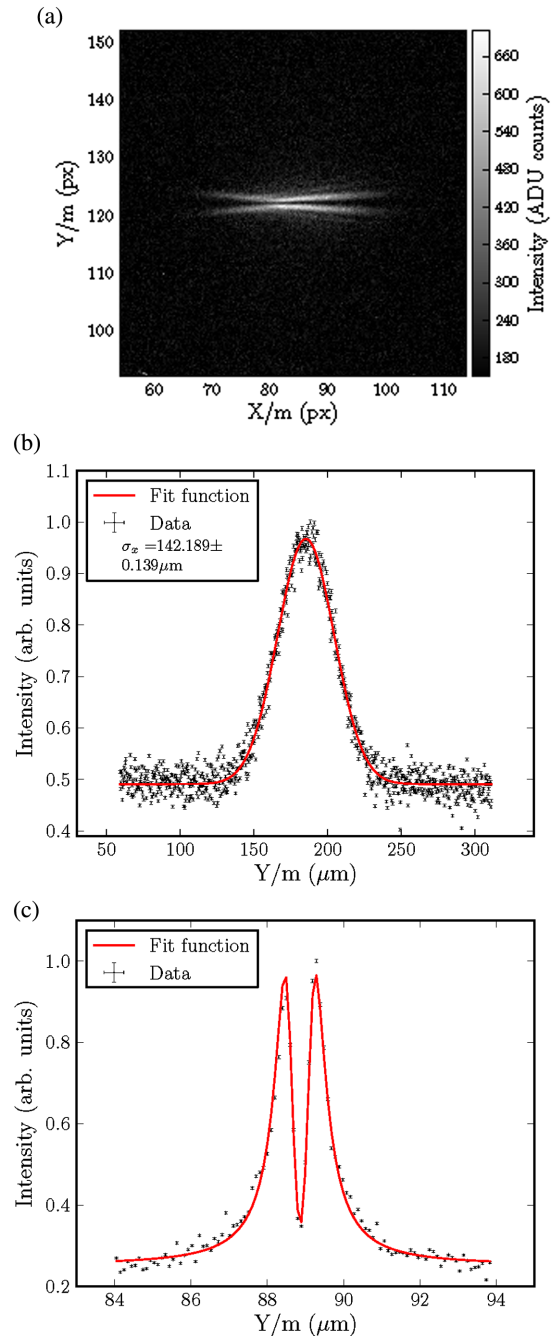 (a)
150
140
130
120
110
100
Y/m (px)
60 70 80 90 100 110
X/m (px)
660
600
540
480
420
360
300
240
180
Intensity (ADU counts)
(b)
1.1
1.0
0.9
0.8
0.7
0.6
0.5
0.4
Intensity (arb. units)
Fit function
Data
σx =142.189±
0.139μm
50 100 150 200 250 300
Y/m (μm)
(c)
1.0
0.8
0.6
0.4
0.2
Intensity (arb. units)
Fit function
Data
84 86 88 90 92 94
Y/m (μm)